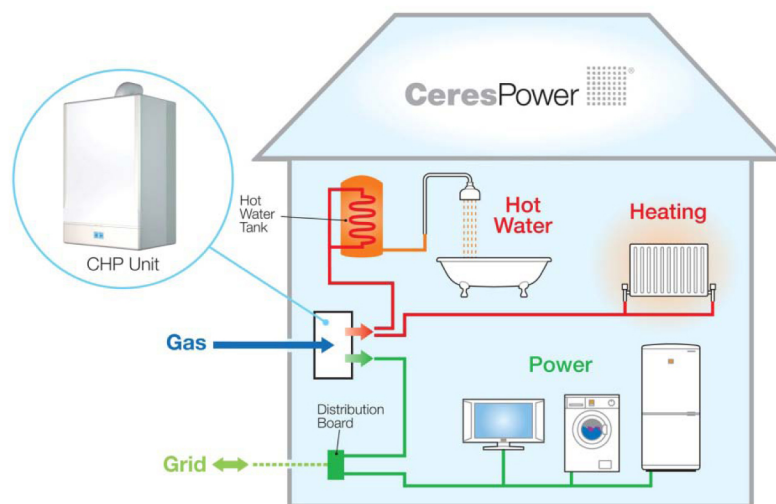 CeresPower®
Hot
Water
Tank
Hot
Water
Heating
CHP Unit
Gas
Power
Distribution
Board
Grid